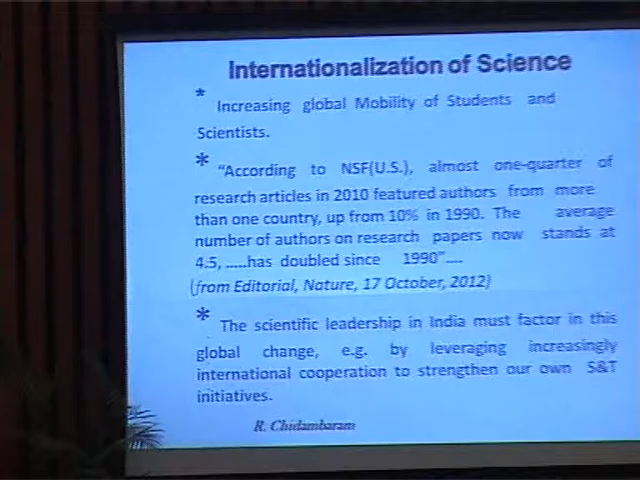 Internationalization of Science
* Increasing global Mobility of Students and
Scientists.
* "According to NSF(U.S.), almost one-quarter of
research articles in 2010 featured authors from more
than one country, up from 10% in 1990. The average
number of authors on research papers now stands at
4.5, .....has doubled since 1990"....
(from Editorial, Nature, 17 October, 2012)
* The scientific leadership in India must factor in this
global change, e.g. by leveraging increasingly
international cooperation to strengthen our own S&T
initiatives.
R. Chidambaram